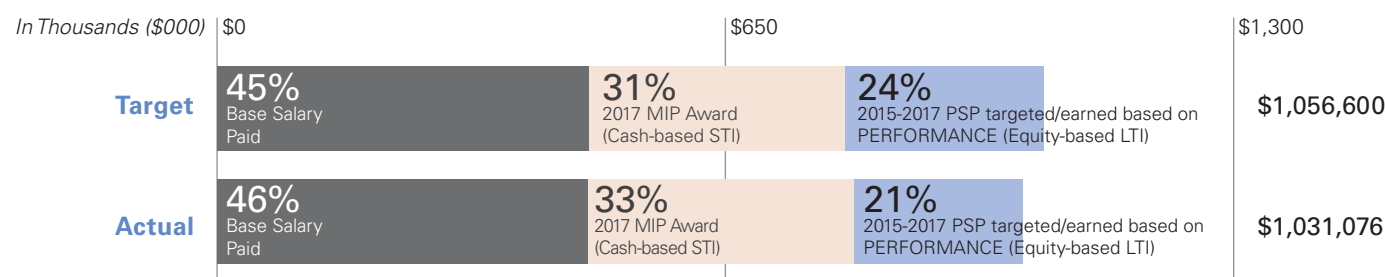 In Thousands ($000) $0 $650 $1,300
Target
45%
Base Salary
Paid
31%
2017 MIP Award
(Cash-based STI)
24%
2015-2017 PSP targeted/earned based on
PERFORMANCE (Equity-based LTI)
$1,056,600
Actual
46%
Base Salary
Paid
33%
2017 MIP Award
(Cash-based STI)
21%
2015-2017 PSP targeted/earned based on
PERFORMANCE (Equity-based LTI)
$1,031,076